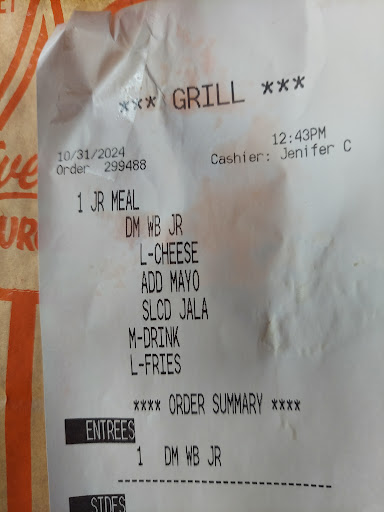 *** GRILL ***
12:43PM
10/31/2024
Order 299488
Cashier: Jenifer C
1 JR MEAL
DM WB JR
L-CHEESE
ADD MAYO
SLCD JALA
M-DRINK
L-FRIES
**** ORDER SUMMARY ****
ENTREES
1 DM WB JR
SIDES